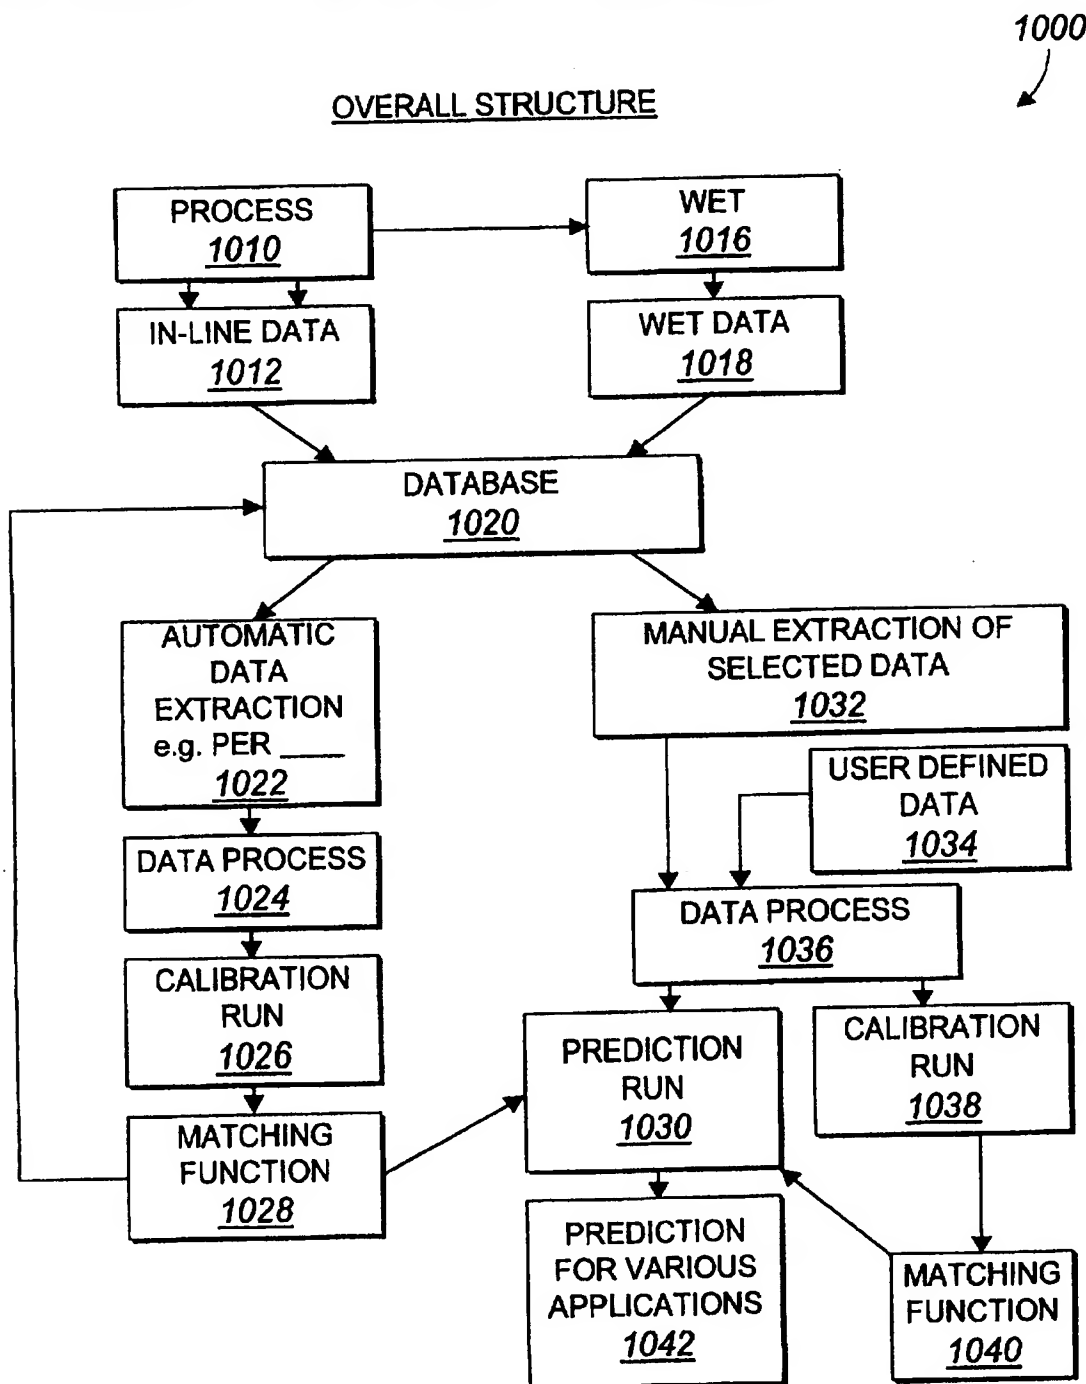 1000
OVERALL STRUCTURE
PROCESS
1010
WET
1016
IN-LINE DATA
1012
WET DATA
1018
DATABASE
1020
AUTOMATIC
DATA
EXTRACTION
e.g. PER ____
1022
MANUAL EXTRACTION OF
SELECTED DATA
1032
USER DEFINED
DATA
1034
DATA PROCESS
1024
DATA PROCESS
1036
CALIBRATION
RUN
1026
PREDICTION
RUN
1030
CALIBRATION
RUN
1038
MATCHING
FUNCTION
1028
PREDICTION
FOR VARIOUS
APPLICATIONS
1042
MATCHING
FUNCTION
1040